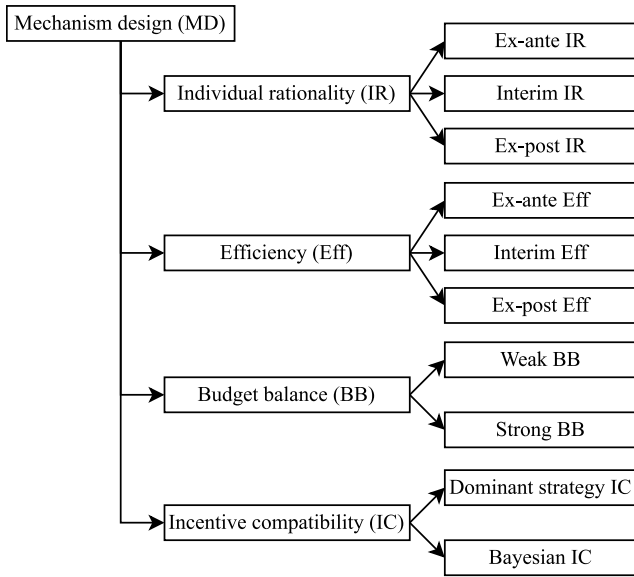 Mechanism design (MD)
Individual rationality (IR)
Ex-ante IR
Interim IR
Ex-post IR
Efficiency (Eff)
Ex-ante Eff
Interim Eff
Ex-post Eff
Budget balance (BB)
Weak BB
Strong BB
Incentive compatibility (IC)
Dominant strategy IC
Bayesian IC